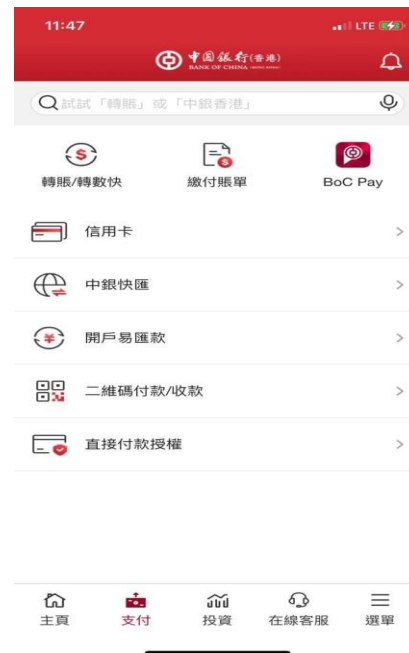 11:47
LTE
中國銀行(香港)
BANK OF CHINA
試試「轉賬」或「中銀香港」
轉賬/轉數快
繳付賬單
BoC Pay
信用卡
中銀快匯
開戶易匯款
二維碼付款/收款
直接付款授權
主頁
支付
投資
在線客服
選單